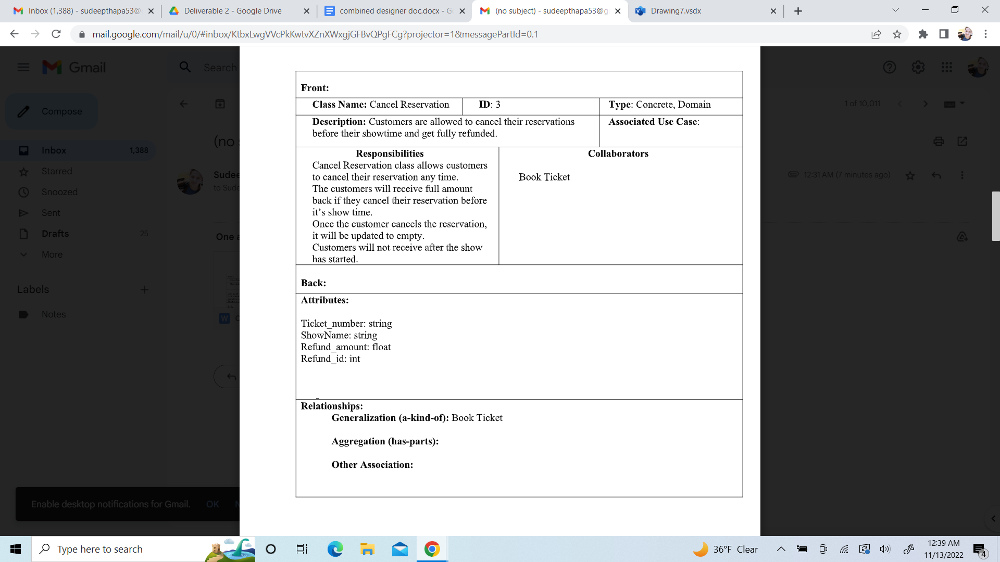 Inbox (1,388) - sudeepthapa53@
Deliverable 2 - Google Drive
combined designer doc.docx - G
(no subject) - sudeepthapa53@g
Drawing7.vsdx
mail.google.com/mail/u/0/#inbox/KtbxLwgVVcPkKwtvXZnXWxgjGFBvQPgFCg?projector=1&messagePartId=0.1
Gmail
Search
Compose
1 of 10,011
Inbox 1,388
(no
Starred
Snoozed
Sent
Drafts 25
More
Sudee
to Sude
12:31 AM (7 minutes ago)
One a
Labels
Notes
W
Enable desktop notifications for Gmail. OK N
Front:
Class Name: Cancel Reservation
ID: 3
Type: Concrete, Domain
Description: Customers are allowed to cancel their reservations
before their showtime and get fully refunded.
Associated Use Case:
Responsibilities
Cancel Reservation class allows customers
to cancel their reservation any time.
The customers will receive full amount
back if they cancel their reservation before
it’s show time.
Once the customer cancels the reservation,
it will be updated to empty.
Customers will not receive after the show
has started.
Collaborators
Book Ticket
Back:
Attributes:
Ticket_number: string
ShowName: string
Refund_amount: float
Refund_id: int
Relationships:
Generalization (a-kind-of): Book Ticket
Aggregation (has-parts):
Other Association:
Type here to search
36°F Clear
12:39 AM
11/13/2022
4